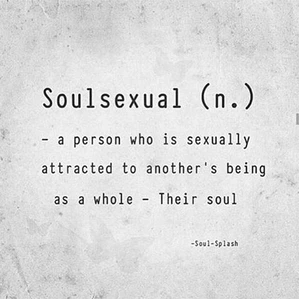 Soulsexual (n.)
– a person who is sexually
attracted to another's being
as a whole – Their soul
-Soul-Splash